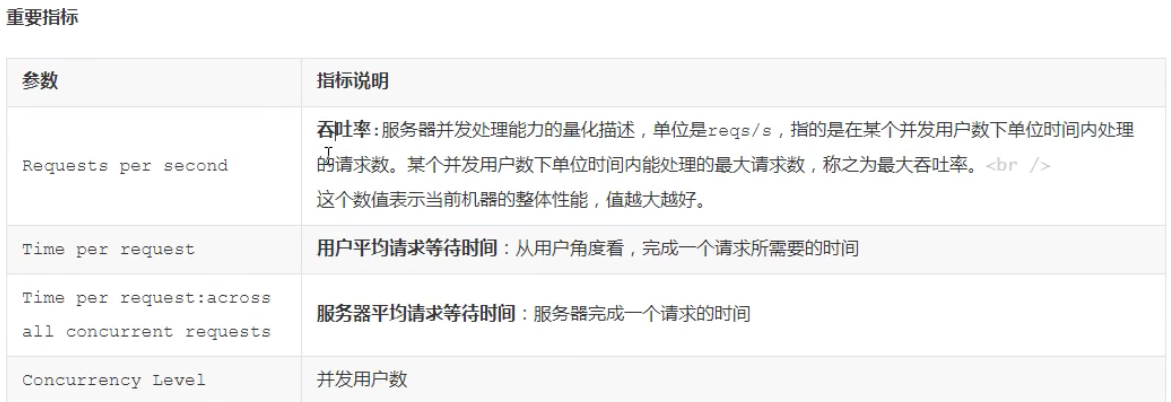 重要指标
参数
指标说明
Requests per second
吞吐率:服务器并发处理能力的量化描述，单位是reqs/s，指的是在某个并发用户数下单位时间内处理
的请求数。某个并发用户数下单位时间内能处理的最大请求数，称之为最大吞吐率。<br />
这个数值表示当前机器的整体性能，值越大越好。
Time per request
用户平均请求等待时间：从用户角度看，完成一个请求所需要的时间
Time per request:across
all concurrent requests
服务器平均请求等待时间：服务器完成一个请求的时间
Concurrency Level
并发用户数